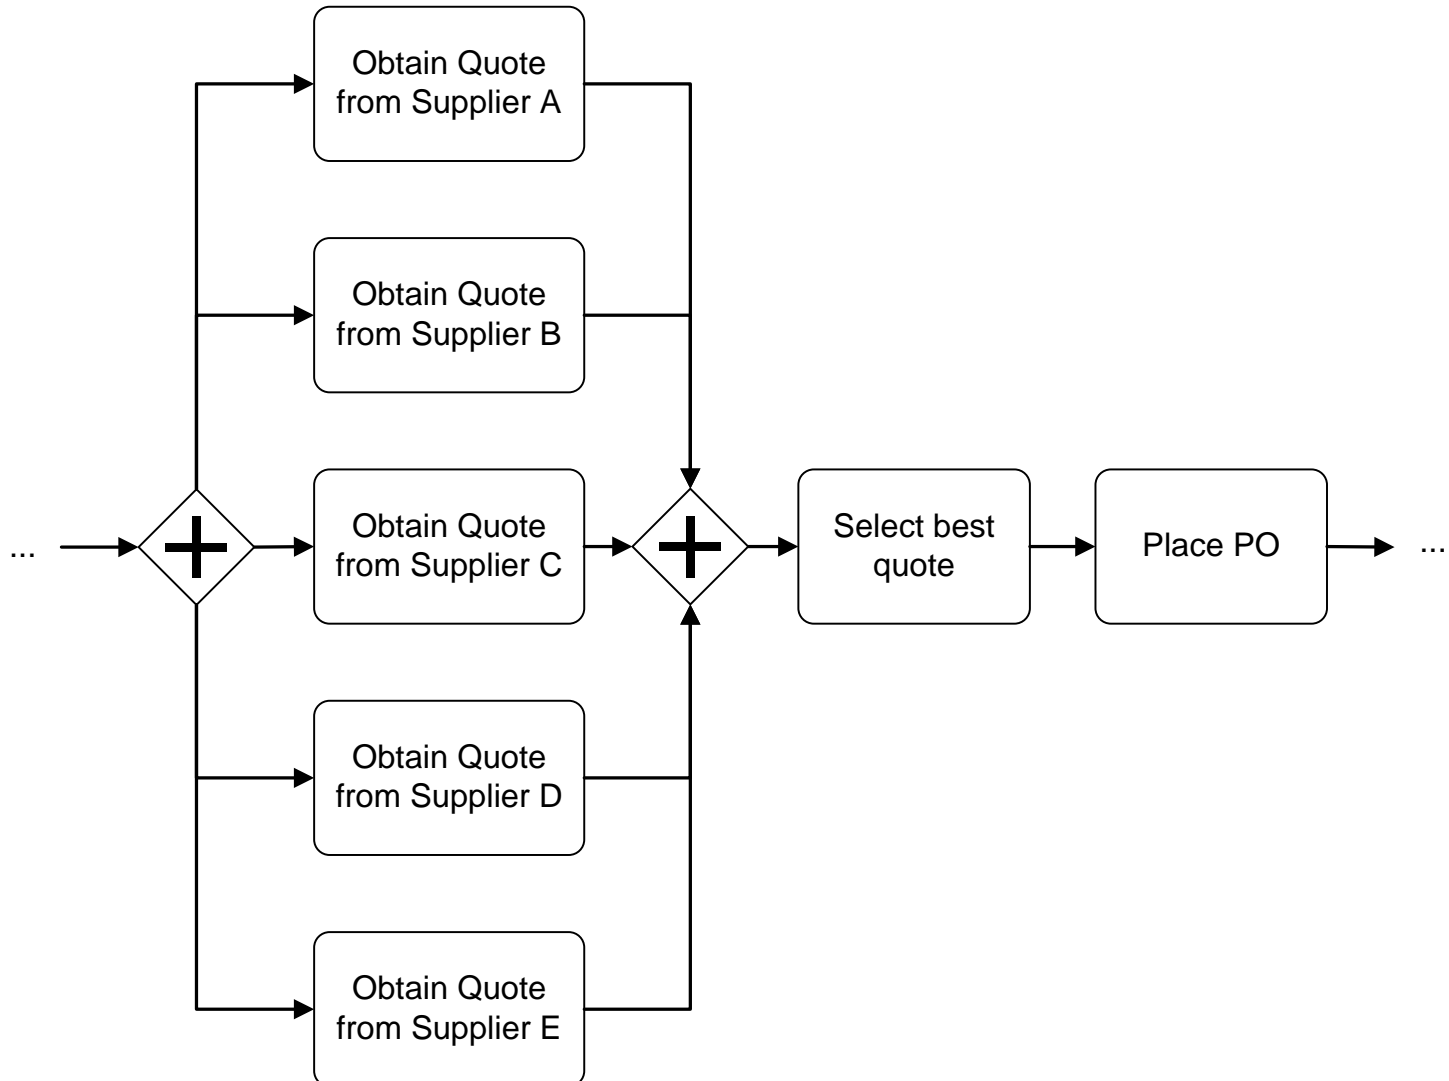 Obtain Quote
from Supplier A
Obtain Quote
from Supplier B
...
Obtain Quote
from Supplier C
Select best
quote
Place PO
...
Obtain Quote
from Supplier D
Obtain Quote
from Supplier E